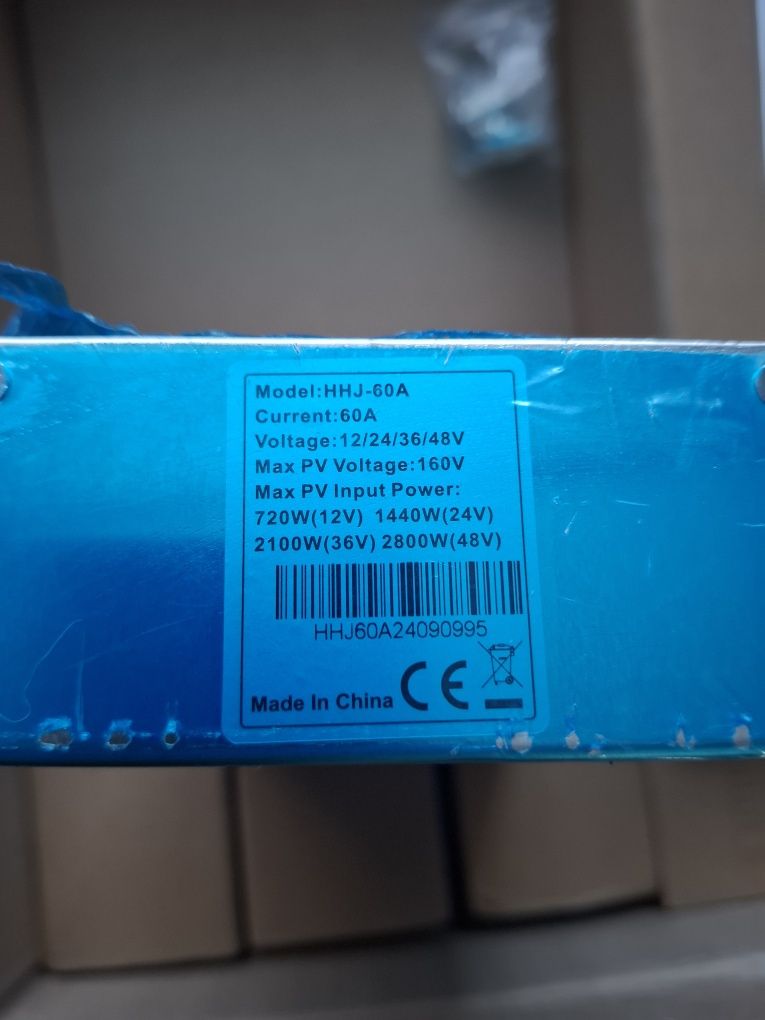 Model:HHJ-60A
Current:60A
Voltage:12/24/36/48V
Max PV Voltage:160V
Max PV Input Power:
720W(12V) 1440W(24V)
2100W(36V) 2800W(48V)
HHJ60A24090995
Made In China CE